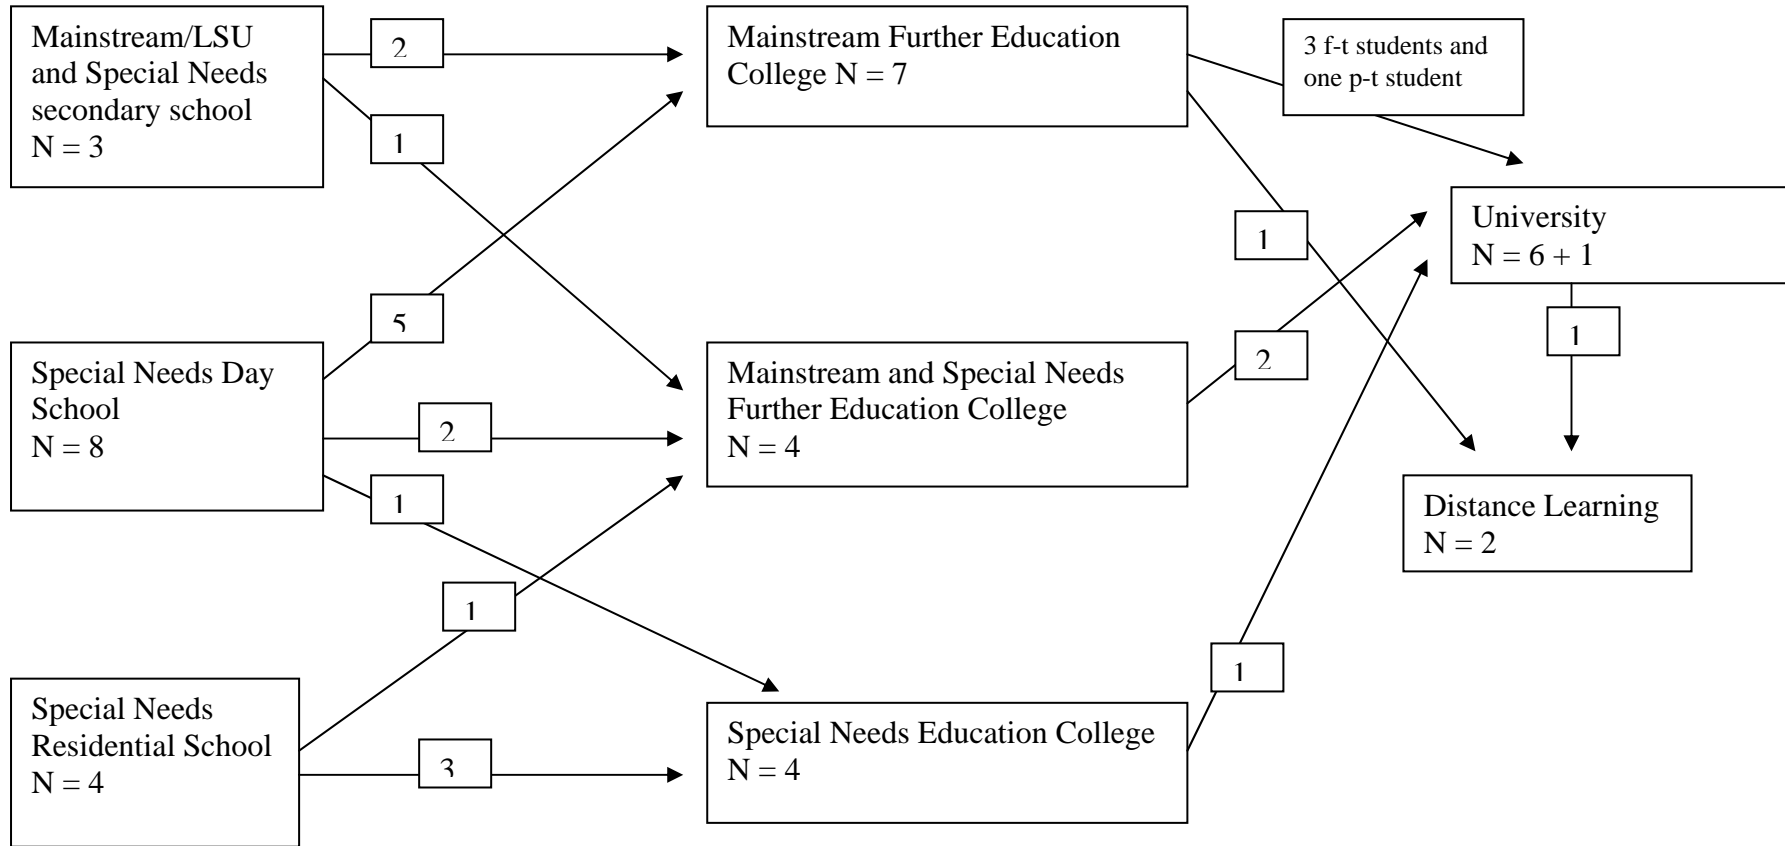 Mainstream/LSU
and Special Needs
secondary school
N = 3
2
1
Mainstream Further Education
College N = 7
3 f-t students and
one p-t student
1
University
N = 6 + 1
1
Special Needs Day
School
N = 8
5
2
1
Mainstream and Special Needs
Further Education College
N = 4
2
Distance Learning
N = 2
Special Needs
Residential School
N = 4
1
3
Special Needs Education College
N = 4
1